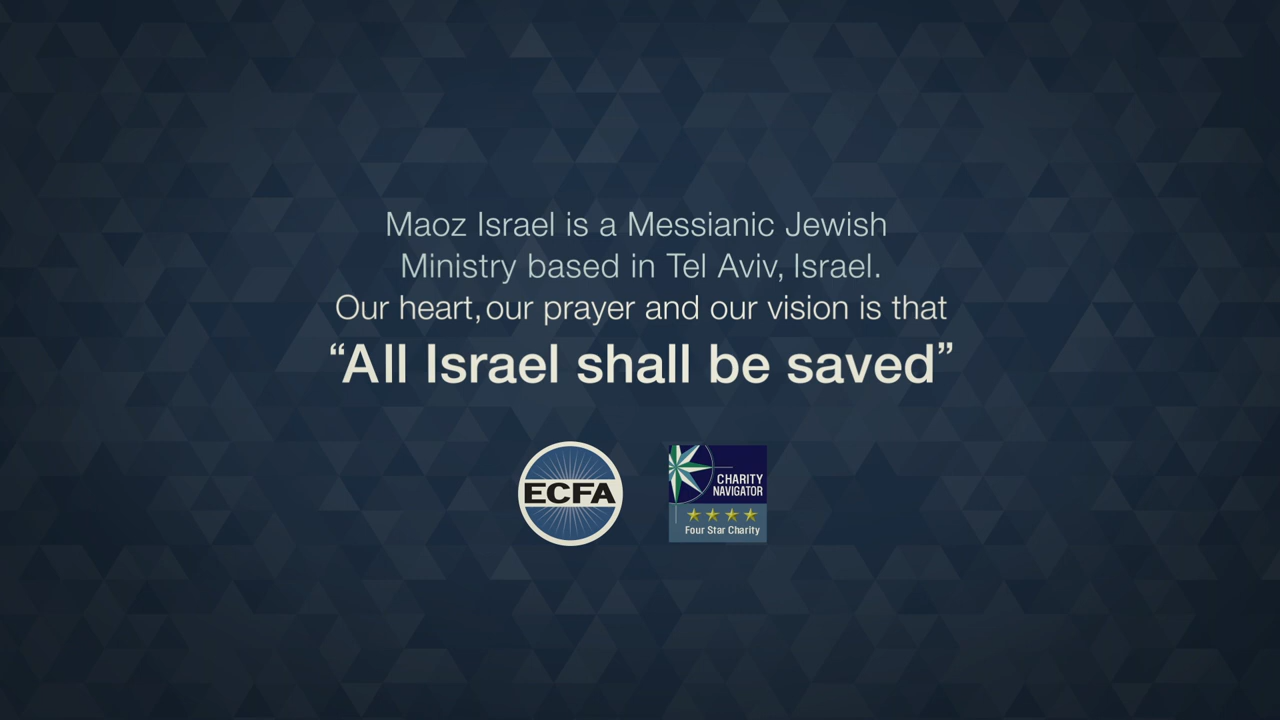 Maoz Israel is a Messianic Jewish
Ministry based in Tel Aviv, Israel.
Our heart, our prayer and our vision is that
“All Israel shall be saved”
ECFA
CHARITY
NAVIGATOR
Four Star Charity